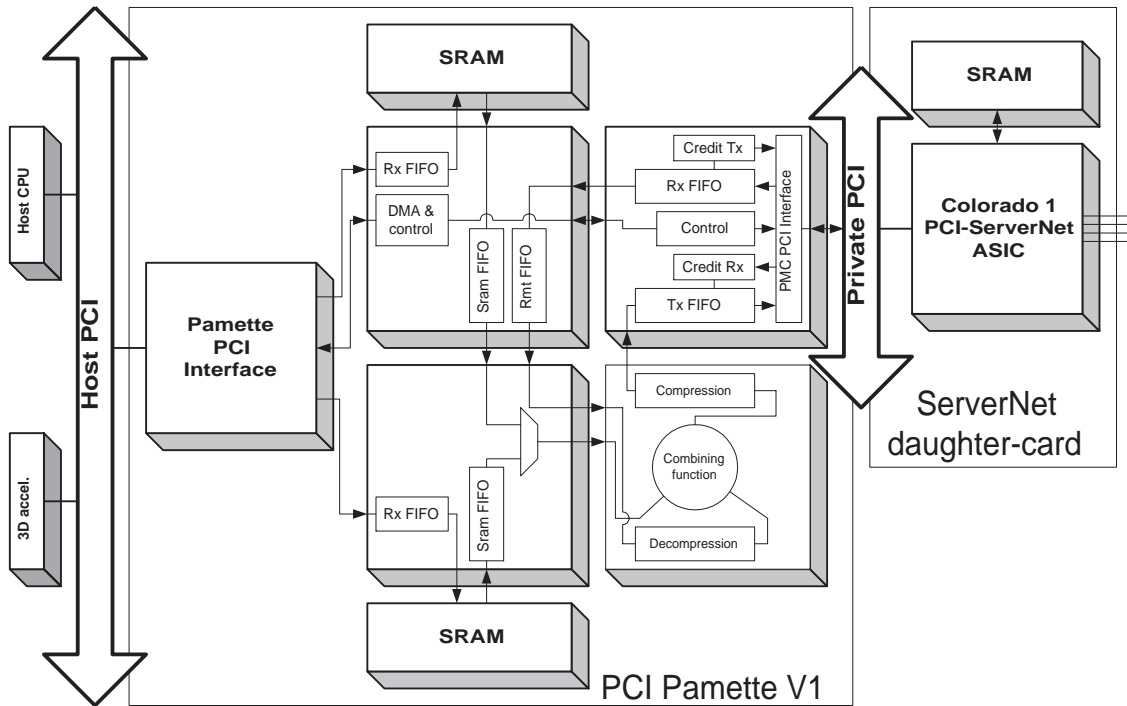 Host CPU
3D accel.
Host PCI
Pamette
PCI
Interface
SRAM
Rx FIFO
DMA &
control
Sram FIFO
Rmt FIFO
Credit Tx
Rx FIFO
Control
Credit Rx
Tx FIFO
PMC PCI Interface
Rx FIFO
Sram FIFO
SRAM
Compression
Combining
function
Decompression
PCI Pamette V1
Private PCI
SRAM
Colorado 1
PCI-ServerNet
ASIC
ServerNet
daughter-card